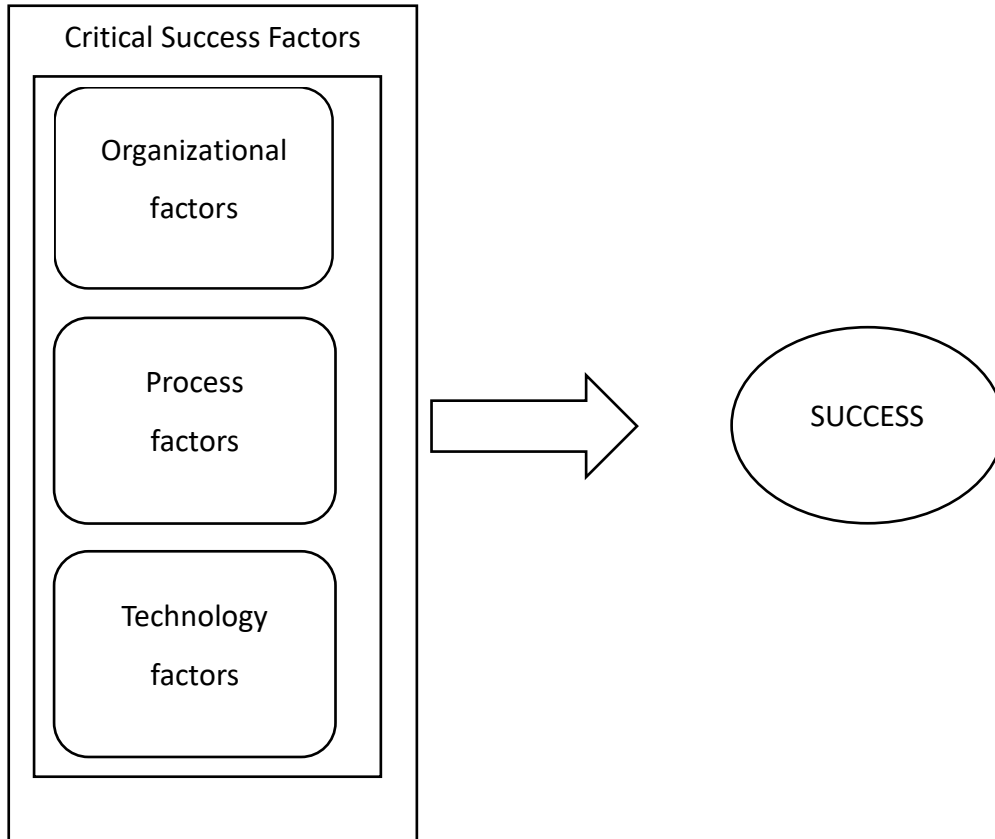 Critical Success Factors
Organizational
factors
Process
factors
Technology
factors
SUCCESS